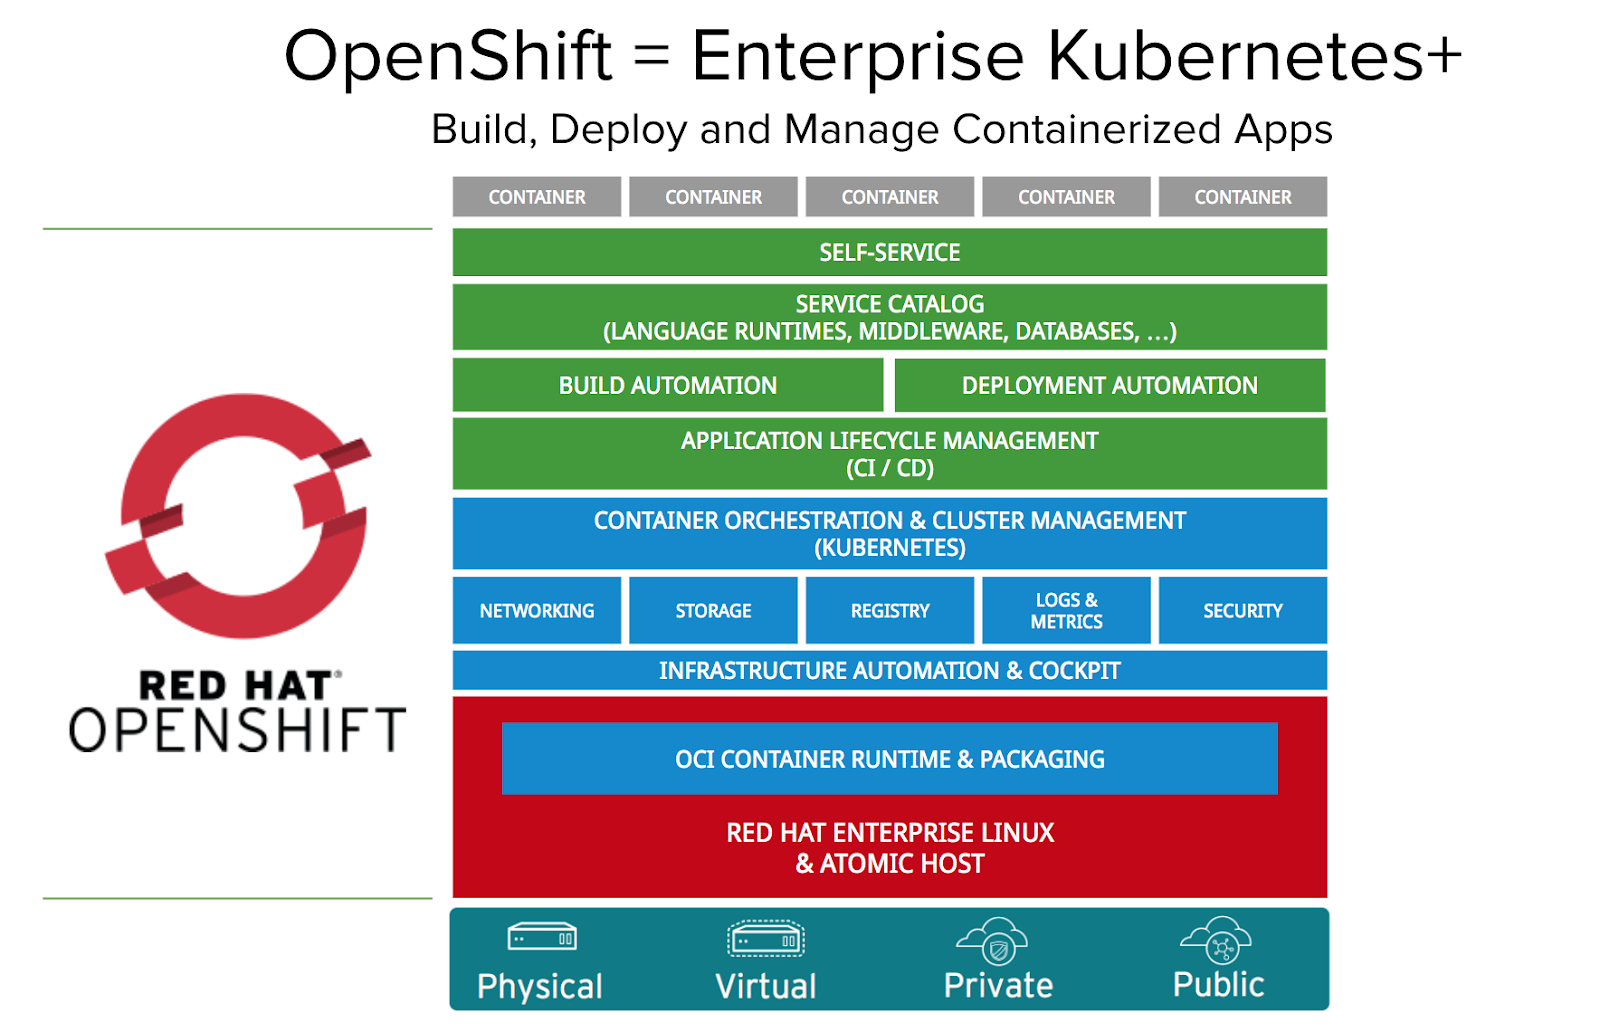 OpenShift = Enterprise Kubernetes+
Build, Deploy and Manage Containerized Apps
CONTAINER CONTAINER CONTAINER CONTAINER CONTAINER
SELF-SERVICE
SERVICE CATALOG
(LANGUAGE RUNTIMES, MIDDLEWARE, DATABASES, …)
BUILD AUTOMATION DEPLOYMENT AUTOMATION
APPLICATION LIFECYCLE MANAGEMENT
(CI / CD)
CONTAINER ORCHESTRATION & CLUSTER MANAGEMENT
(KUBERNETES)
NETWORKING
STORAGE
REGISTRY
LOGS &
METRICS
SECURITY
INFRASTRUCTURE AUTOMATION & COCKPIT
OCI CONTAINER RUNTIME & PACKAGING
RED HAT ENTERPRISE LINUX
& ATOMIC HOST
RED HAT®
OPENSHIFT
Physical Virtual Private Public